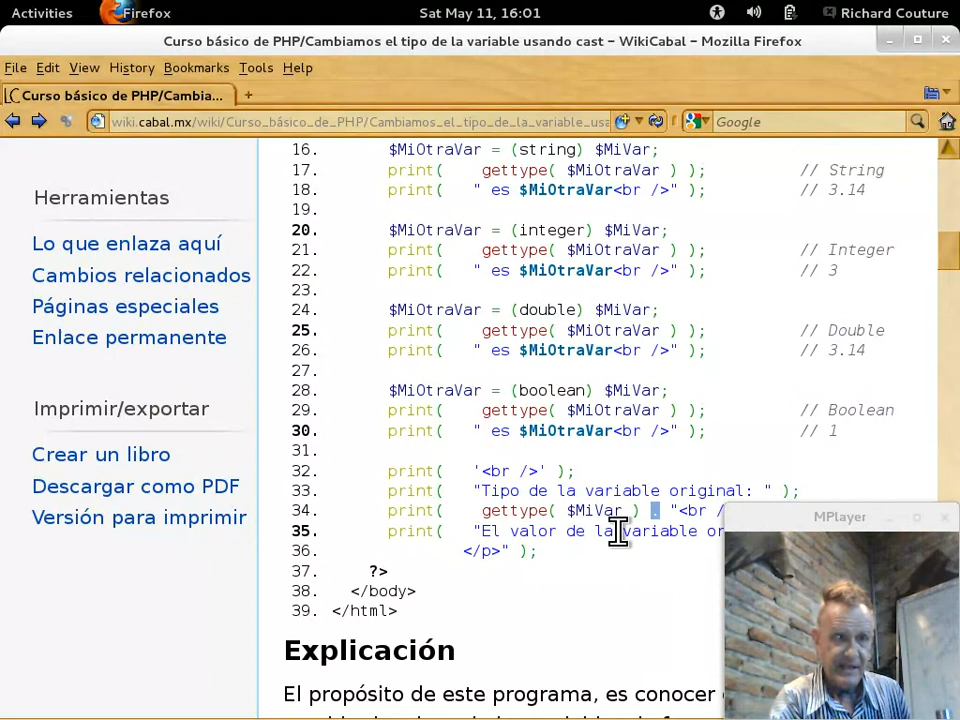 Activities Firefox Sat May 11, 16:01 Richard Couture
Curso básico de PHP/Cambiamos el tipo de la variable usando cast – WikiCabal – Mozilla Firefox
File Edit View History Bookmarks Tools Help
Curso básico de PHP/Cambia...
wiki.cabal.mx/wiki/Curso_básico_de_PHP/Cambiamos_el_tipo_de_la_variable_usa Google
Herramientas
Lo que enlaza aquí
Cambios relacionados
Páginas especiales
Enlace permanente
Imprimir/exportar
Crear un libro
Descargar como PDF
Versión para imprimir
16. $MiOtraVar = (string) $MiVar;
17. print( gettype( $MiOtraVar ) ); // String
18. print( " es $MiOtraVar<br />" ); // 3.14
19.
20. $MiOtraVar = (integer) $MiVar;
21. print( gettype( $MiOtraVar ) ); // Integer
22. print( " es $MiOtraVar<br />" ); // 3
23.
24. $MiOtraVar = (double) $MiVar;
25. print( gettype( $MiOtraVar ) ); // Double
26. print( " es $MiOtraVar<br />" ); // 3.14
27.
28. $MiOtraVar = (boolean) $MiVar;
29. print( gettype( $MiOtraVar ) ); // Boolean
30. print( " es $MiOtraVar<br />" ); // 1
31.
32. print( '<br />' );
33. print( "Tipo de la variable original: " );
34. print( gettype( $MiVar ) . "<br /
35. print( "El valor de la variable or
36. </p>" );
37. ?>
38. </body>
39. </html>
Explicación
El propósito de este programa, es conocer
MPlayer